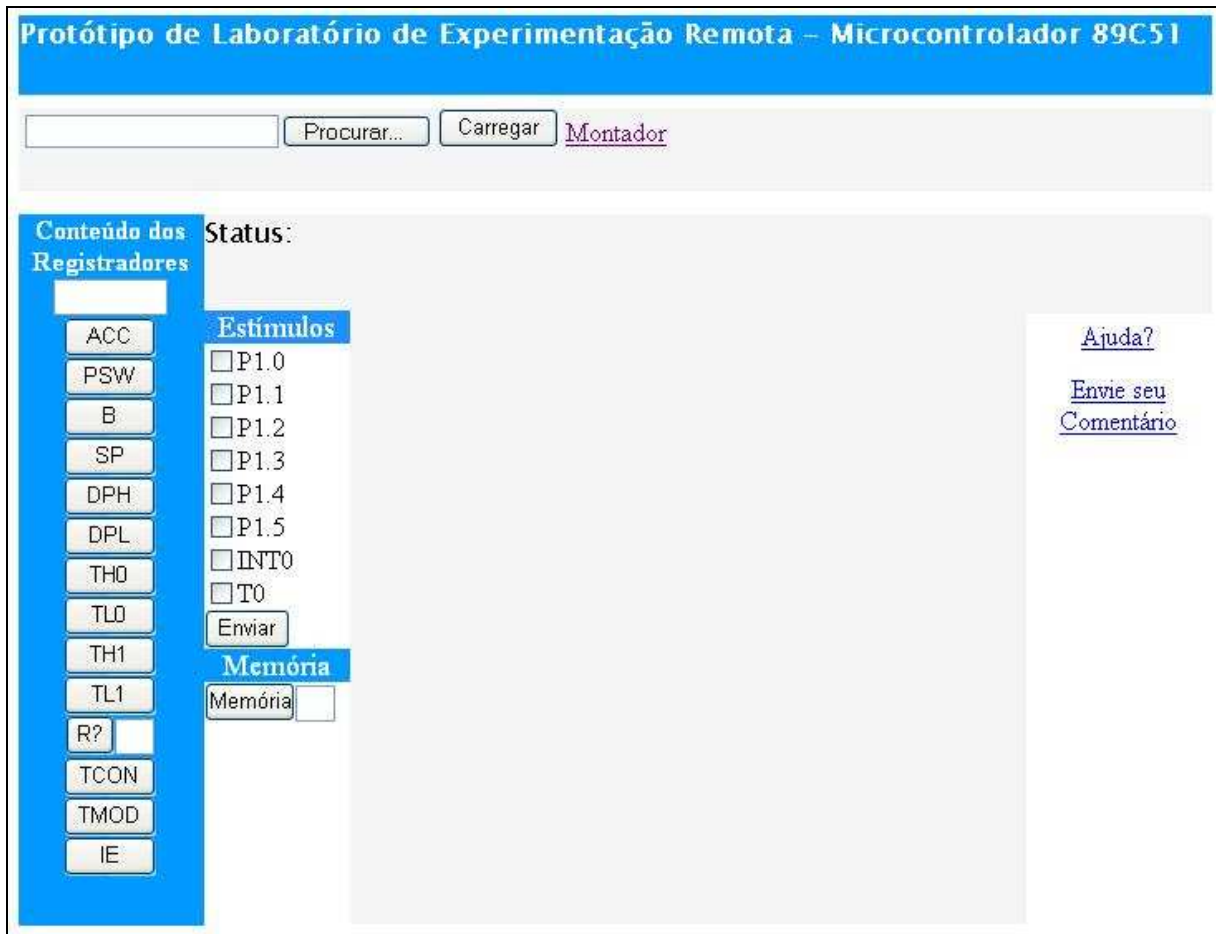 Protótipo de Laboratório de Experimentação Remota – Microcontrolador 89C51
Procurar... Carregar Montador
Conteúdo dos
Registradores
ACC
PSW
B
SP
DPH
DPL
TH0
TL0
TH1
TL1
R?
TCON
TMOD
IE
Status:
Estímulos
P1.0
P1.1
P1.2
P1.3
P1.4
P1.5
INT0
T0
Enviar
Memória
Memória
Ajuda?
Envie seu
Comentário